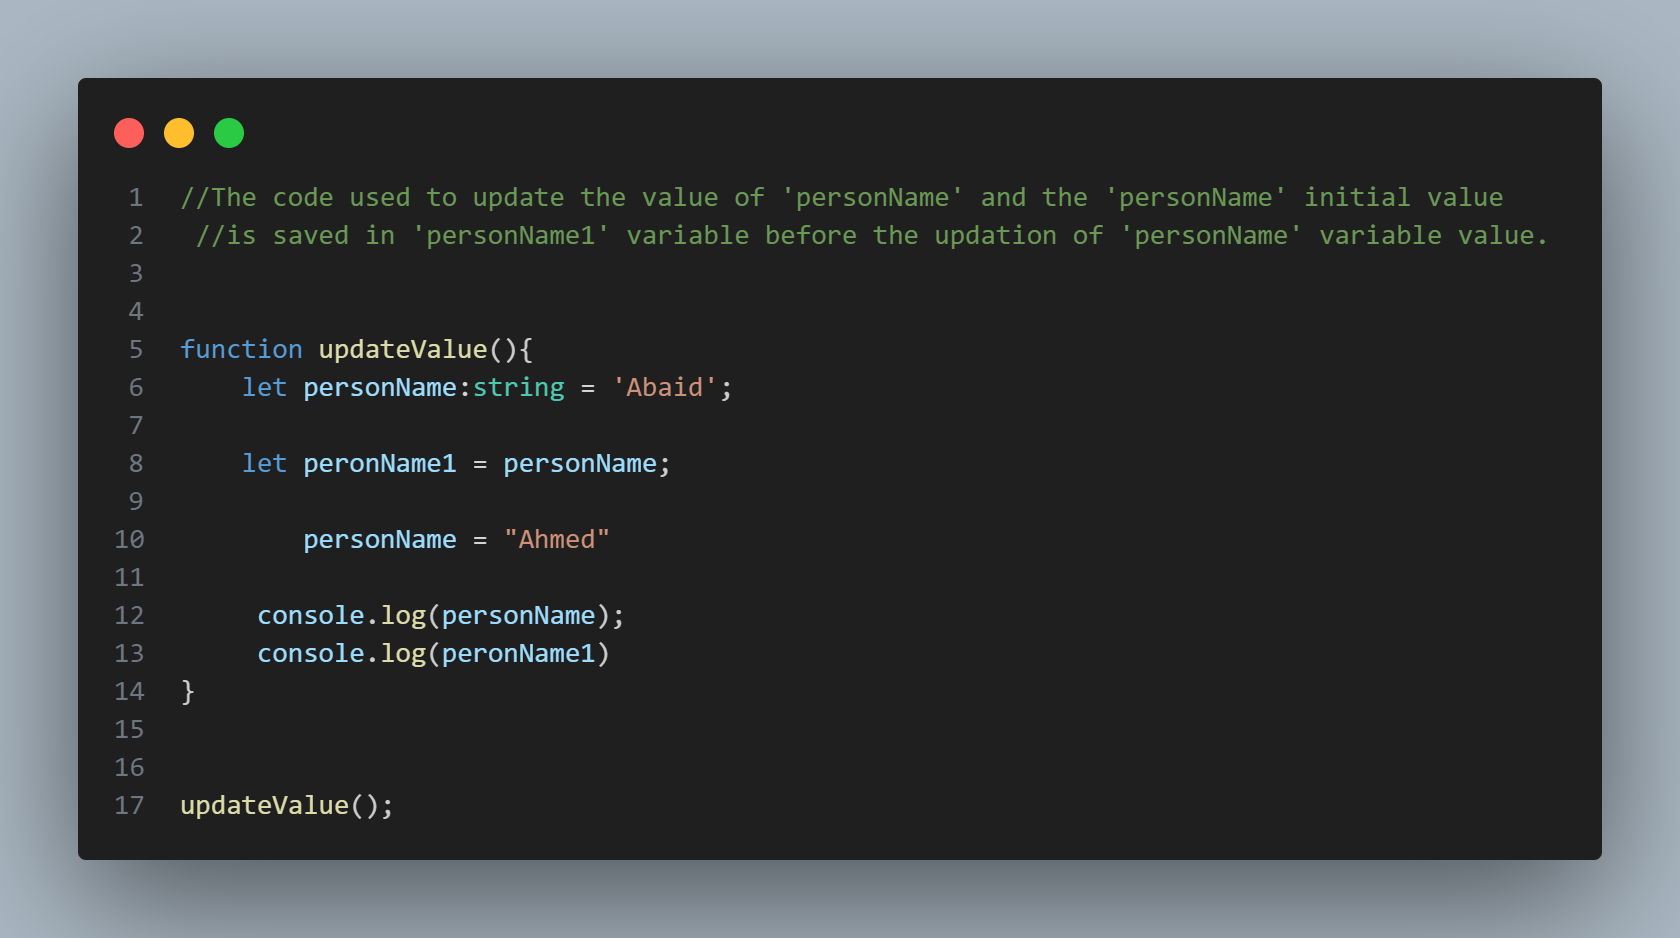 1 //The code used to update the value of 'personName' and the 'personName' initial value
2 //is saved in 'personName1' variable before the updation of 'personName' variable value.
3
4
5 function updateValue(){
6 let personName:string = 'Abaid';
7
8 let peronName1 = personName;
9
10 personName = "Ahmed"
11
12 console.log(personName);
13 console.log(peronName1)
14 }
15
16
17 updateValue();